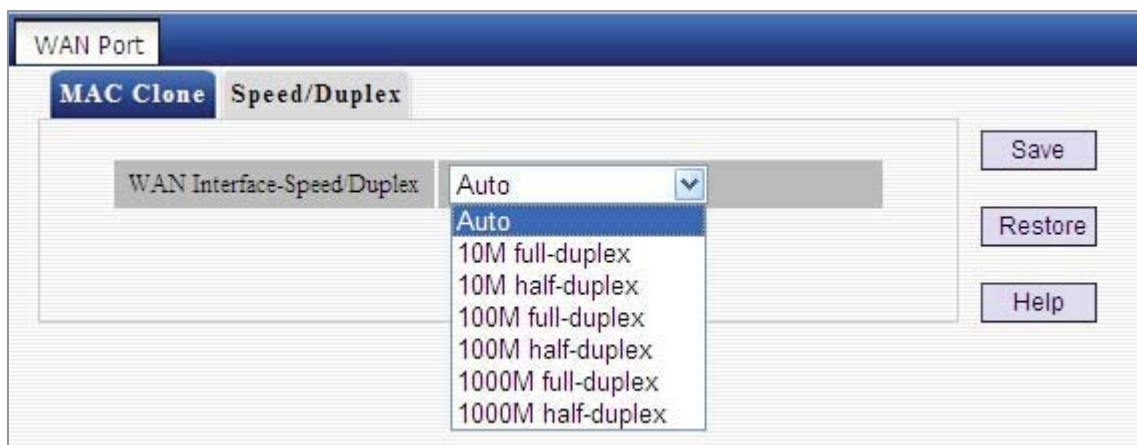 WAN Port
MAC Clone Speed/Duplex
WAN Interface-Speed/Duplex Auto
Auto
10M full-duplex
10M half-duplex
100M full-duplex
100M half-duplex
1000M full-duplex
1000M half-duplex
Save
Restore
Help